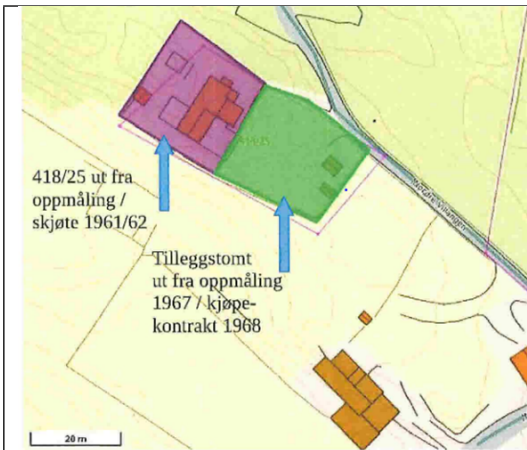 418/25 ut fra
oppmåling /
skjøte 1961/62
Tilleggstomt
ut fra oppmåling
1967 / kjøpe-
kontrakt 1968
20 m